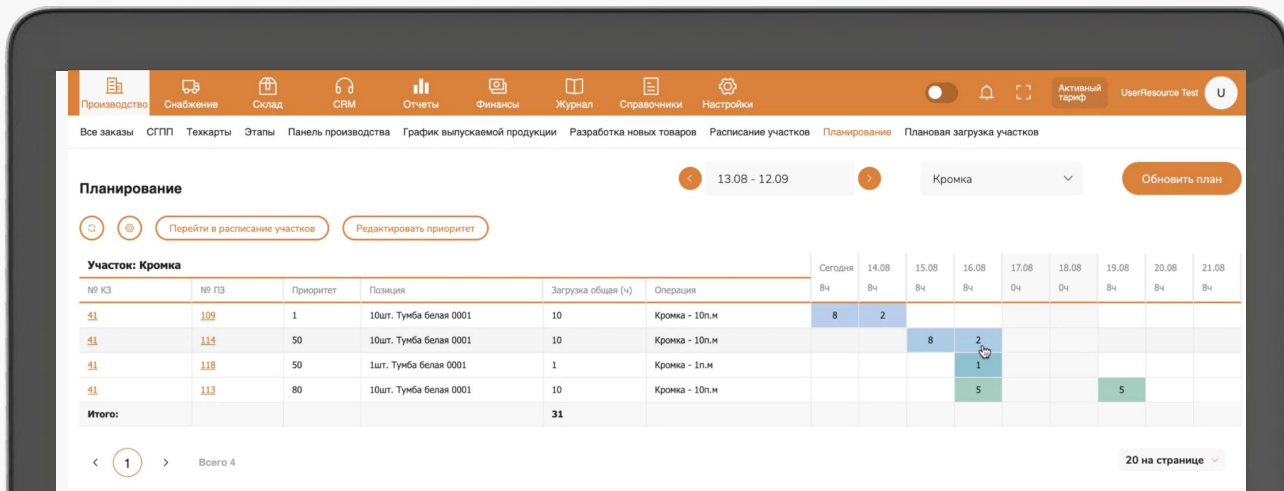 Производство Снабжение Склад CRM Отчеты Финансы Журнал Справочники Настройки Активный тариф UserResource Test U
Все заказы СГПП Техкарты Этапы Панель производства График выпускаемой продукции Разработка новых товаров Расписание участков Планирование Плановая загрузка участков
Планирование 13.08 - 12.09 Кромка Обновить план
Перейти в расписание участков Редактировать приоритет
Участок: Кромка Сегодня 14.08 15.08 16.08 17.08 18.08 19.08 20.08 21.08
№ КЗ № ПЗ Приоритет Позиция Загрузка общая (ч) Операция 8ч 8ч 8ч 8ч 0ч 0ч 8ч 8ч 8ч
41 109 1 10шт. Тумба белая 0001 10 Кромка - 10п.м 8 2
41 114 50 10шт. Тумба белая 0001 10 Кромка - 10п.м 8 2
41 118 50 1шт. Тумба белая 0001 1 Кромка - 1п.м 1
41 113 80 10шт. Тумба белая 0001 10 Кромка - 10п.м 5 5
Итого: 31
1 Всего 4 20 на странице